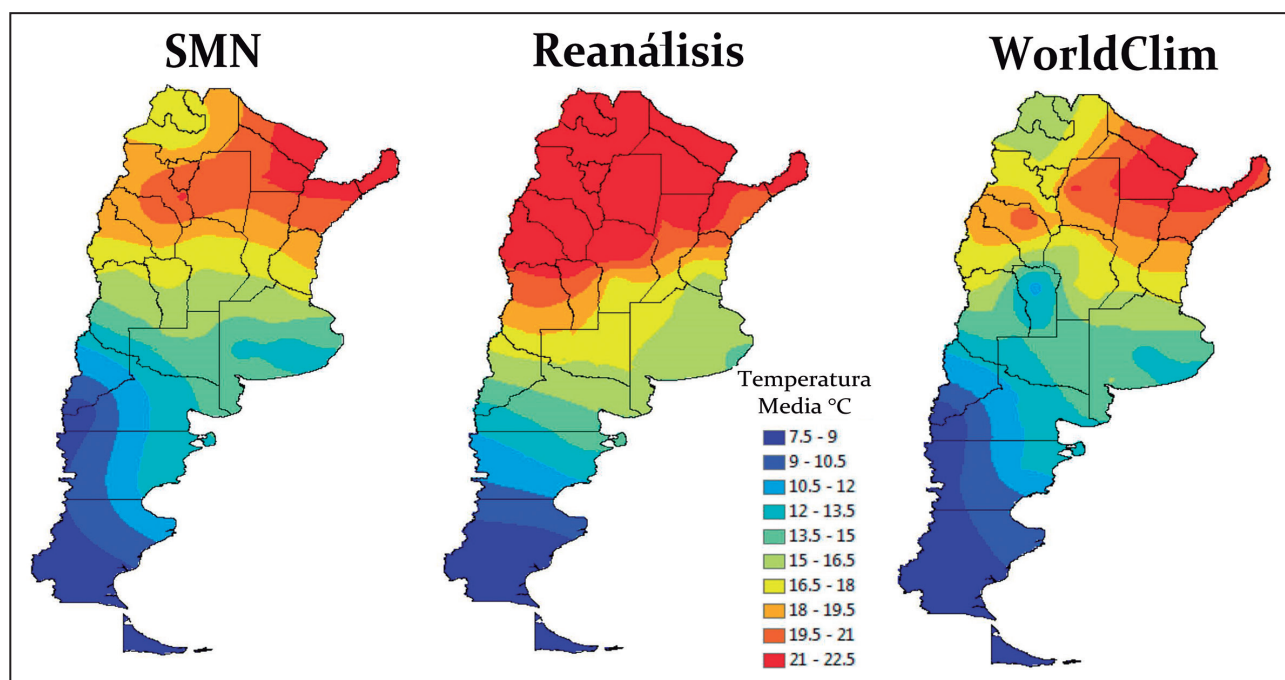 SMN
Reanálisis
WorldClim
Temperatura
Media °C
7.5 - 9
9 - 10.5
10.5 - 12
12 - 13.5
13.5 - 15
15 - 16.5
16.5 - 18
18 - 19.5
19.5 - 21
21 - 22.5